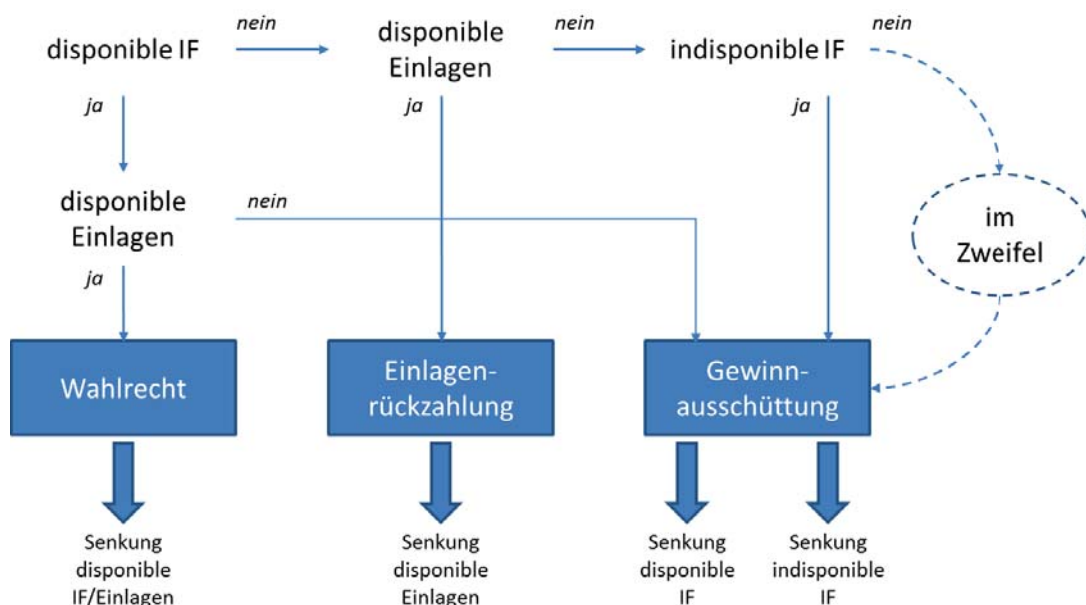 disponible IF
nein
disponible
Einlagen
nein
indisponible IF
nein
ja
ja
ja
disponible
Einlagen
nein
im
Zweifel
ja
Wahlrecht
Einlagen-
rückzahlung
Gewinn-
ausschüttung
Senkung
disponible
IF/Einlagen
Senkung
disponible
Einlagen
Senkung
disponible
IF
Senkung
indisponible
IF